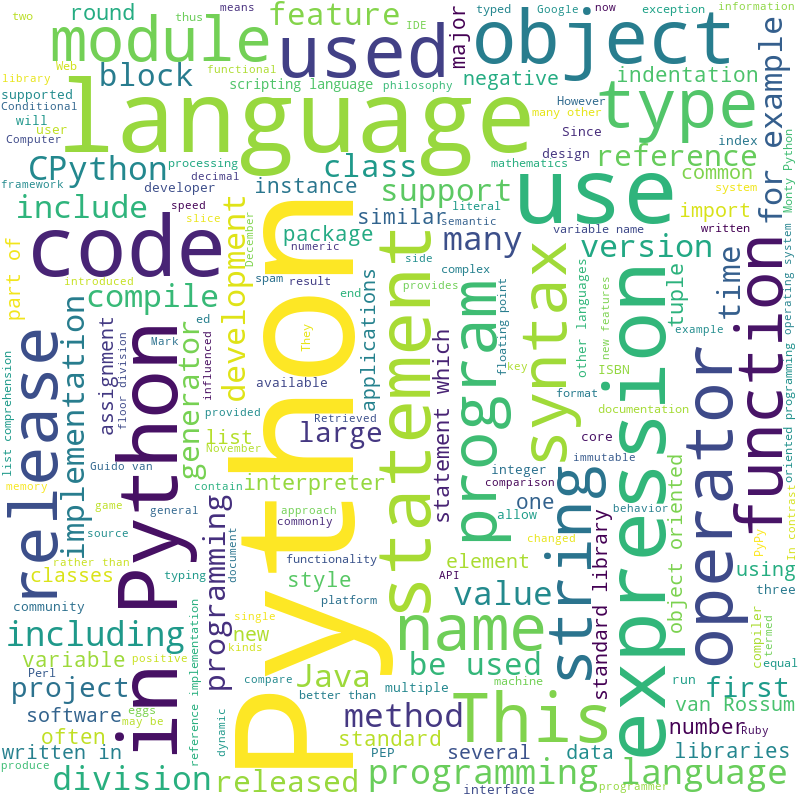 two
thus
means
IDE
typed
Google
exception
now
information
round
module
used
feature
major
object
language
library
Web
block
functional
scripting language
philosophy
negative
many other
indentation
type
for example
supported
Conditional
will
user
Computer
However
Since
design
index
Monty Python
CPython
processing
decimal
class
mathematics
reference
common
framework
developer
instance
support
use
system
include
speed
slice
similar
literal
semantic
variable name
import
written
code
development
December
package
numeric
many
version
part of
introduced
spam
result
side
complex
syntax
time
function
compile
Python
statement
provides
program
floating point
other languages
new features
expression
tuple
operator
example
operating system
release
implementation
in Python
ed
Mark
assignment
floor division
influenced
generator
end
applications
They
available
key
format
ISBN
documentation
oriented programming
list comprehension
provided
list
November
Retrieved
large
statement which
string
core
Guido van
contain
interpreter
integer
comparison
immutable
object oriented
memory
game
general
programming
document
approach
commonly
one
allow
behavior
source
changed
standard library
PyPy
In contrast
rather than
classes
typing
functionality
element
API
using
community
style
platform
value
three
including
reference implementation
single
kinds
new
name
be used
compiler
termed
equal
variable
positive
Perl
project
eggs
may be
compare
Java
better than
multiple
machine
run
first
software
often
dynamic
standard
method
This
van Rossum
number
Ruby
written in
PEP
several
data
libraries
produce
division
released
programming language
interface
programmer